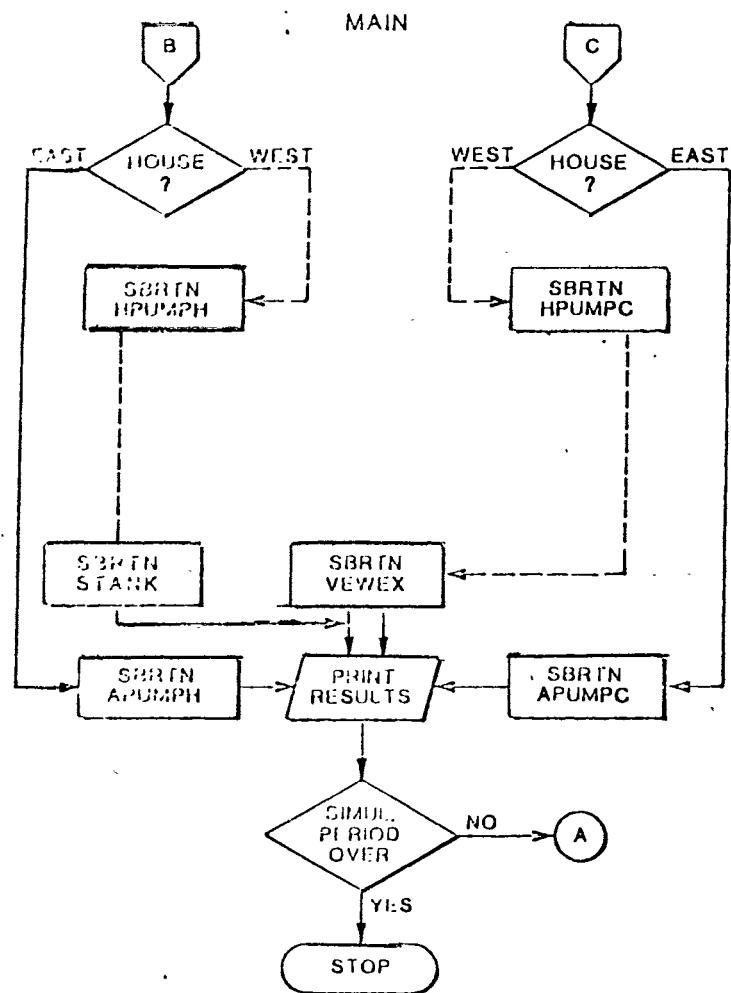 MAIN
B
C
EAST
HOUSE
?
WEST
WEST
HOUSE
?
EAST
SBRTN
HPUMPH
SBRTN
HPUMPC
SBRTN
STANK
SBRTN
VEWEX
SBRTN
APUMPH
PRINT
RESULTS
SBRTN
APUMPC
SIMUL.
PERIOD
OVER
NO
A
YES
STOP